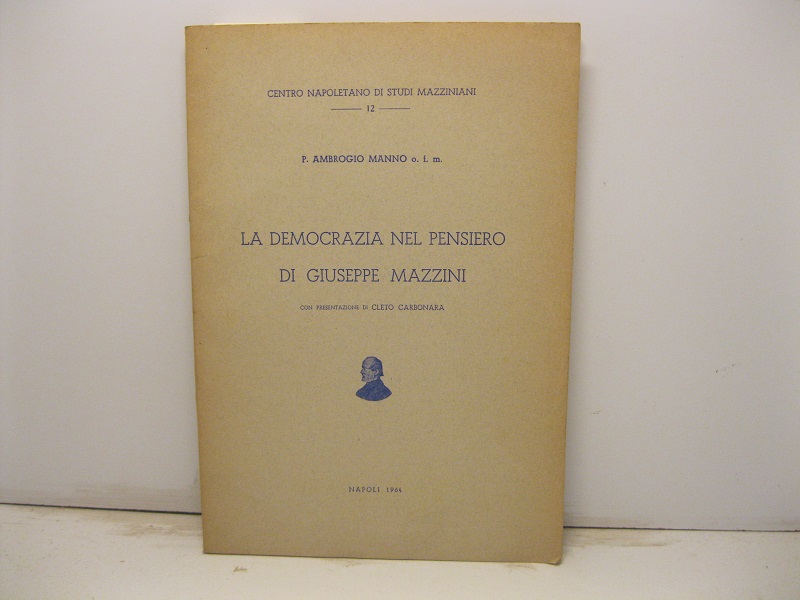 CENTRO NAPOLETANO DI STUDI MAZZINIANI
12
P. AMBROGIO MANNO o. f. m.
LA DEMOCRAZIA NEL PENSIERO
DI GIUSEPPE MAZZINI
CON PRESENTAZIONE DI CLETO CARBONARA
NAPOLI 1964